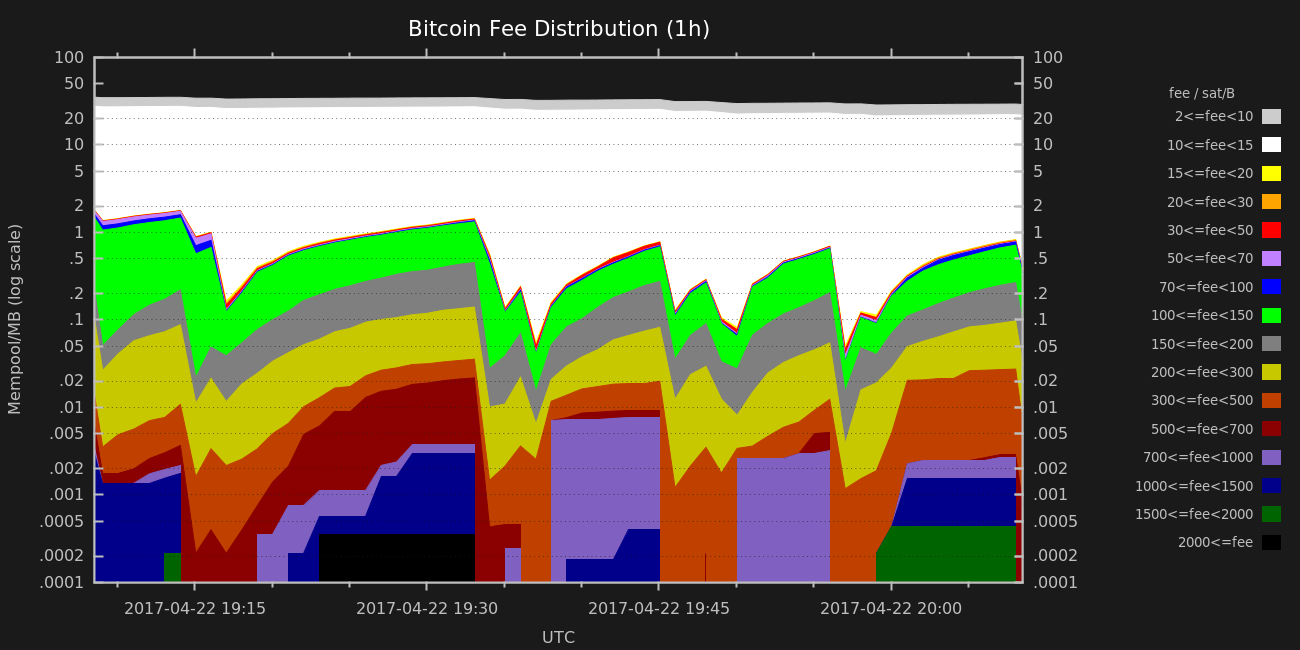 Bitcoin Fee Distribution (1h)
Mempool/MB (log scale)
100
50
20
10
5
2
1
.5
.2
.1
.05
.02
.01
.005
.002
.001
.0005
.0002
.0001
100
50
20
10
5
2
1
.5
.2
.1
.05
.02
.01
.005
.002
.001
.0005
.0002
.0001
2017-04-22 19:15
2017-04-22 19:30
2017-04-22 19:45
2017-04-22 20:00
UTC
fee / sat/B
2<=fee<10
10<=fee<15
15<=fee<20
20<=fee<30
30<=fee<50
50<=fee<70
70<=fee<100
100<=fee<150
150<=fee<200
200<=fee<300
300<=fee<500
500<=fee<700
700<=fee<1000
1000<=fee<1500
1500<=fee<2000
2000<=fee